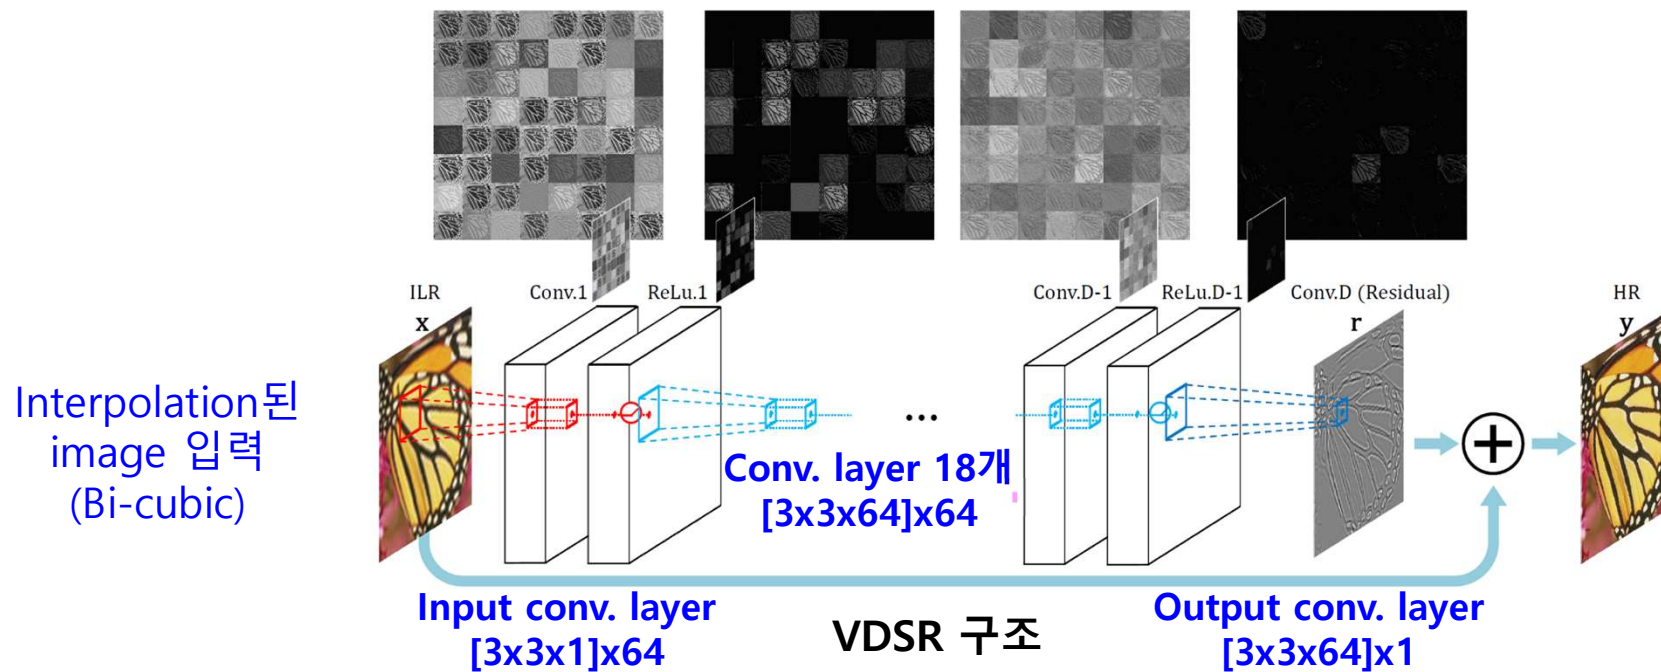 ILR
x
Conv.1
ReLu.1
Conv.D-1
ReLu.D-1
Conv.D (Residual)
r
HR
y
Interpolation된
image 입력
(Bi-cubic)
...
Conv. layer 18개
[3x3x64]x64
+
Input conv. layer
[3x3x1]x64
VDSR 구조
Output conv. layer
[3x3x64]x1